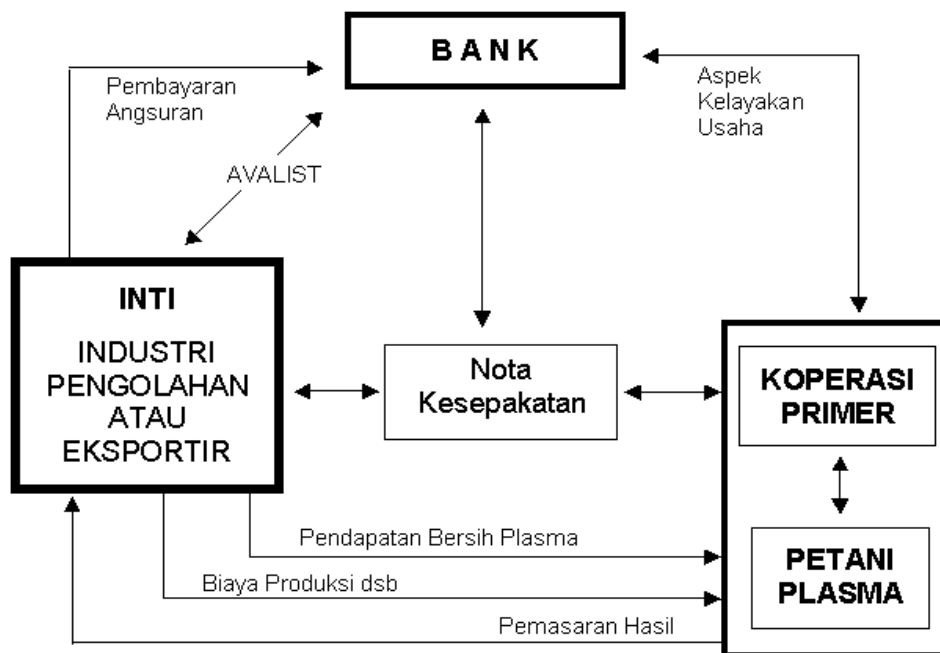 B A N K
Pembayaran
Angsuran
Aspek
Kelayakan
Usaha
AVALIST
INTI
INDUSTRI
PENGOLAHAN
ATAU
EKSPORTIR
Nota
Kesepakatan
KOPERASI
PRIMER
PETANI
PLASMA
Pendapatan Bersih Plasma
Biaya Produksi dsb
Pemasaran Hasil